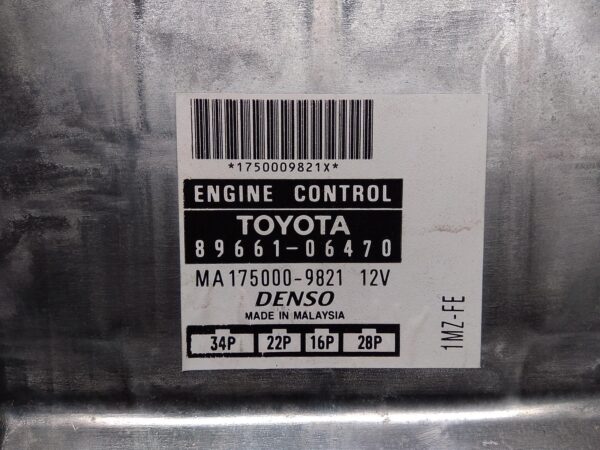 *1750009821X*
ENGINE CONTROL
TOYOTA
89661-06470
MA175000-9821 12V
DENSO
MADE IN MALAYSIA
34P 22P 16P 28P
1MZ-FE